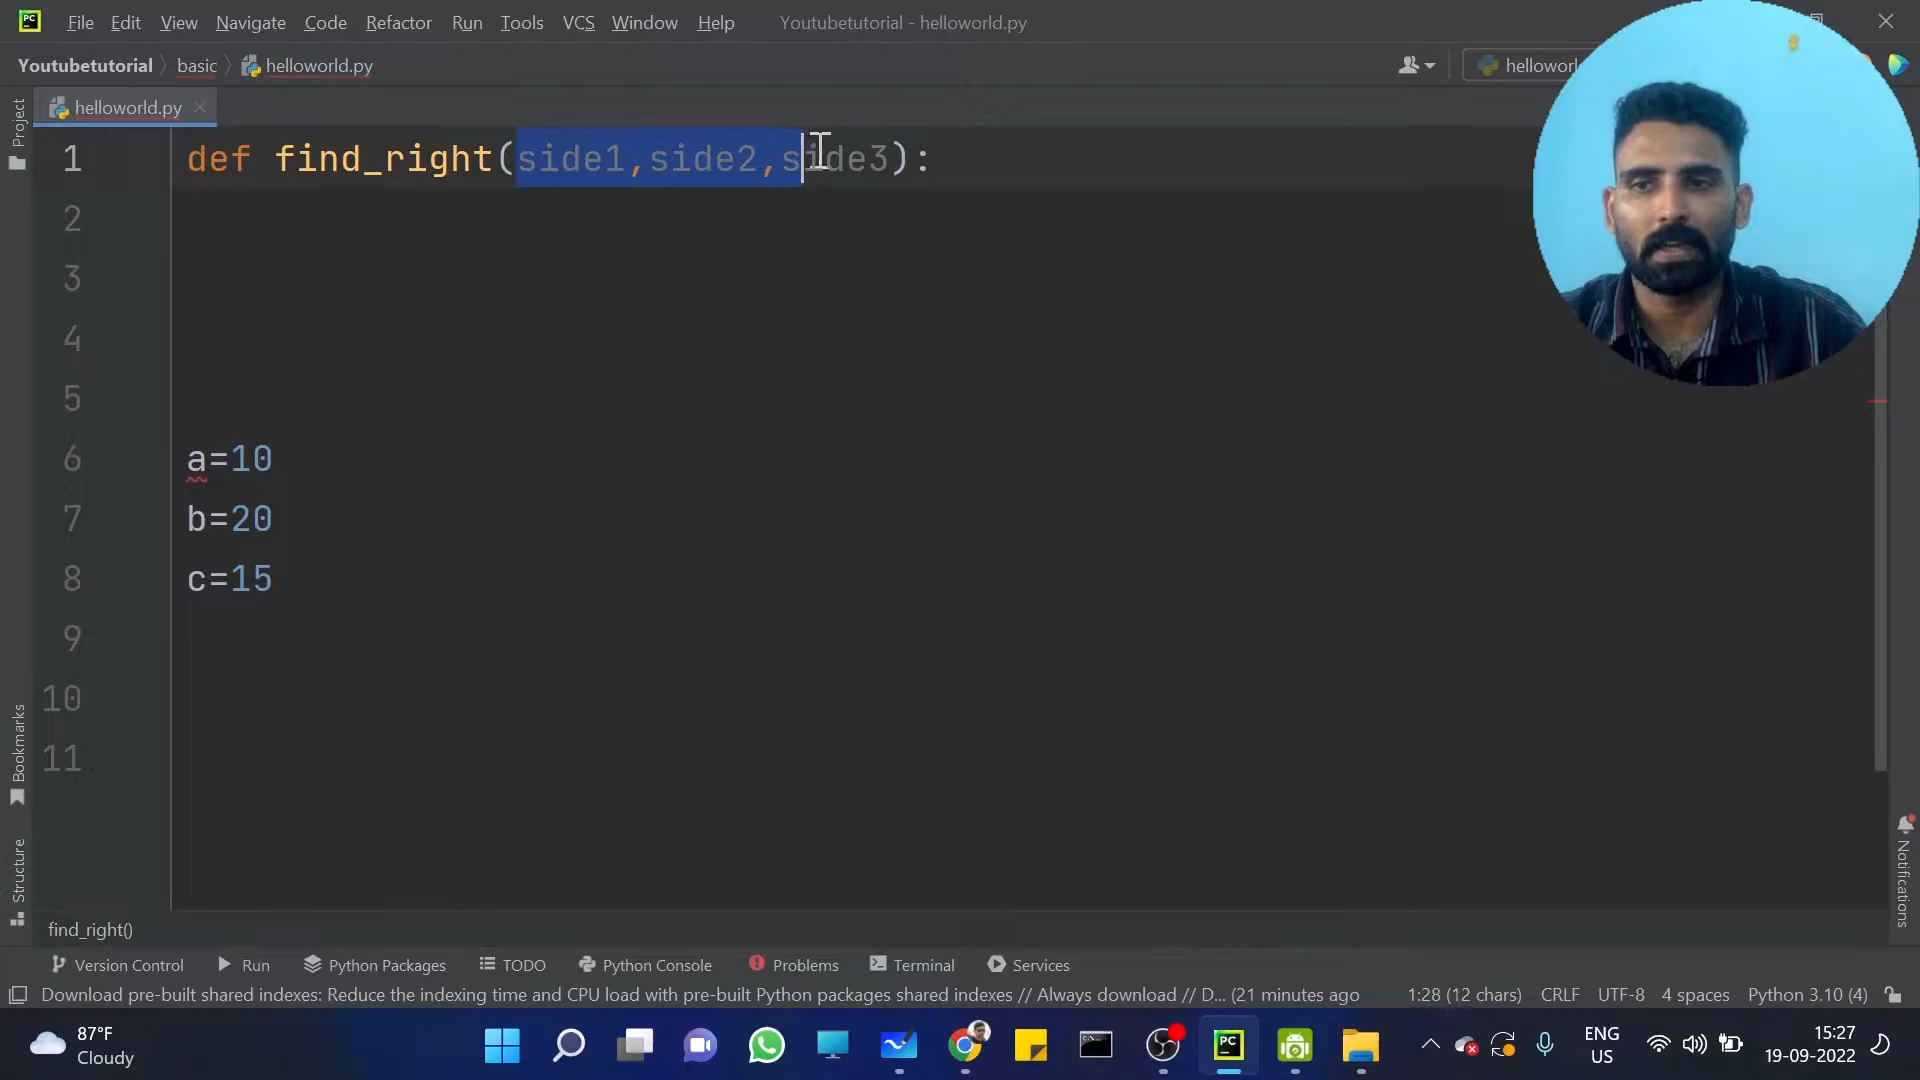 PC File Edit View Navigate Code Refactor Run Tools VCS Window Help Youtubetutorial - helloworld.py
Youtubetutorial basic helloworld.py
helloworld.py
Project
1 def find_right(side1,side2,side3):
2
3
4
5
6 a=10
7 b=20
8 c=15
9
10
11
Bookmarks
Structure
Notifications
find_right()
Version Control Run Python Packages TODO Python Console Problems Terminal Services
Download pre-built shared indexes: Reduce the indexing time and CPU load with pre-built Python packages shared indexes // Always download // D... (21 minutes ago 1:28 (12 chars) CRLF UTF-8 4 spaces Python 3.10 (4)
87°F
Cloudy
PC
ENG
US
15:27
19-09-2022